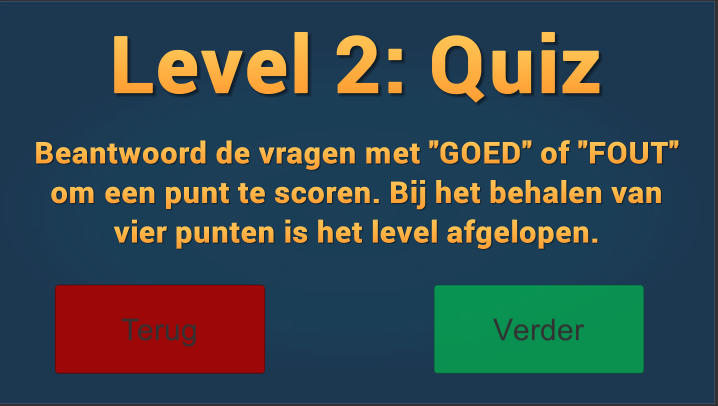 Level 2: Quiz
Beantwoord de vragen met "GOED" of "FOUT"
om een punt te scoren. Bij het behalen van
vier punten is het level afgelopen.
Terug
Verder